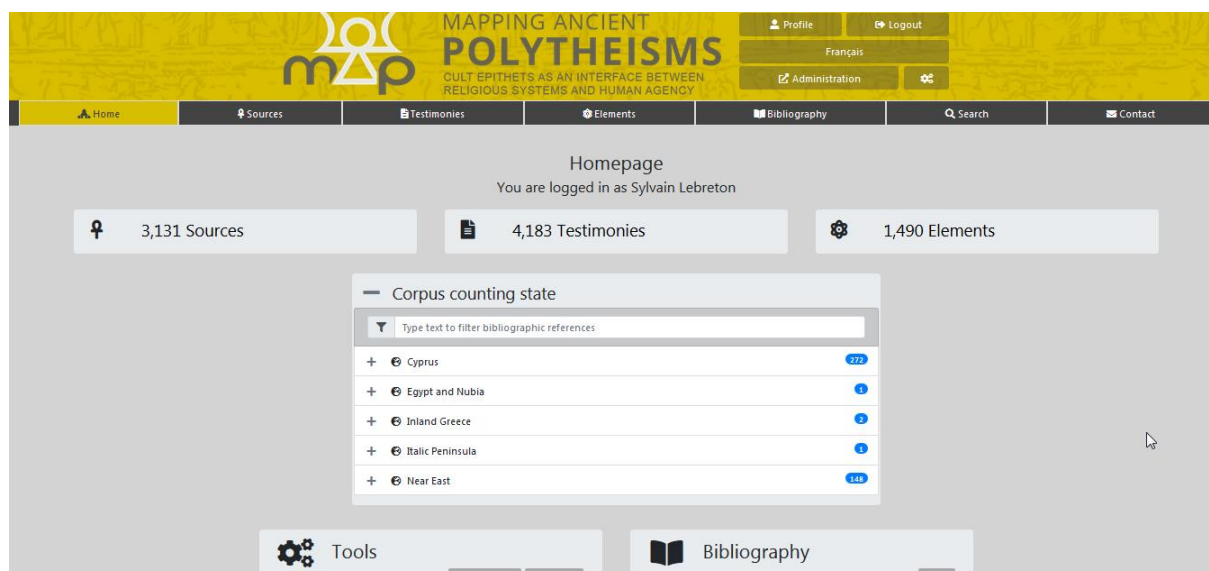 map
MAPPING ANCIENT
POLYTHEISMS
CULT EPITHETS AS AN INTERFACE BETWEEN
RELIGIOUS SYSTEMS AND HUMAN AGENCY
Profile
Logout
Français
Administration
Home
Sources
Testimonies
Elements
Bibliography
Search
Contact
Homepage
You are logged in as Sylvain Lebreton
3,131 Sources
4,183 Testimonies
1,490 Elements
Corpus counting state
Type text to filter bibliographic references
Cyprus 272
Egypt and Nubia 1
Inland Greece 2
Italic Peninsula 1
Near East 148
Tools
Bibliography